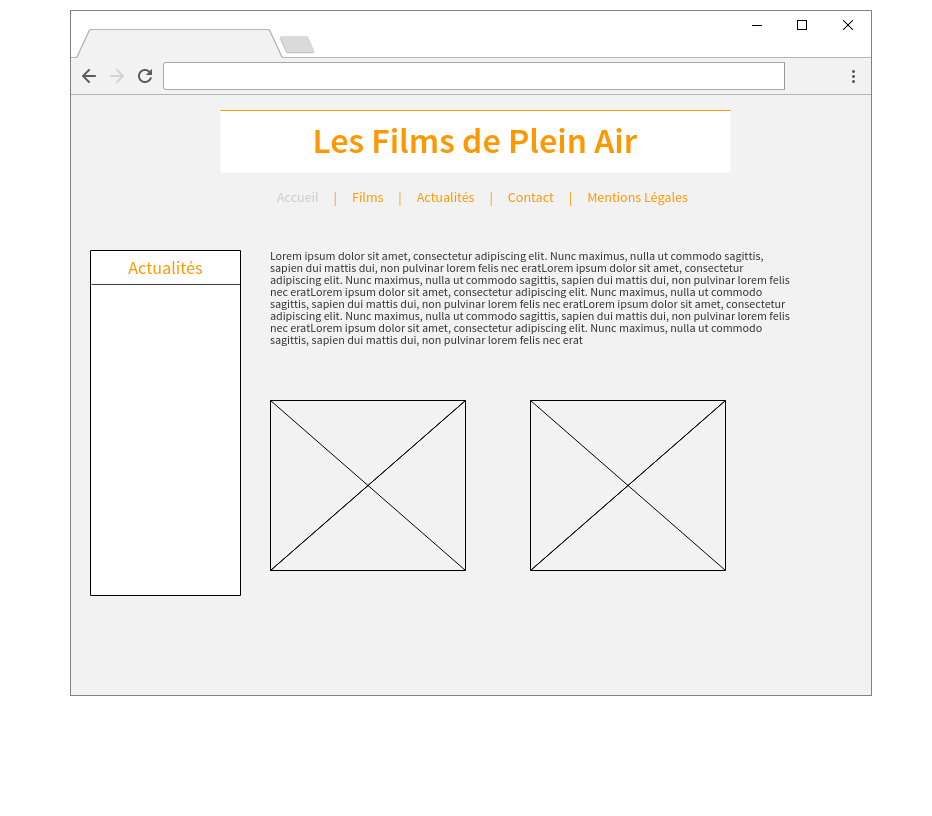 Les Films de Plein Air
Accueil | Films | Actualités | Contact | Mentions Légales
Actualités
Lorem ipsum dolor sit amet, consectetur adipiscing elit. Nunc maximus, nulla ut commodo sagittis,
sapien dui mattis dui, non pulvinar lorem felis nec eratLorem ipsum dolor sit amet, consectetur
adipiscing elit. Nunc maximus, nulla ut commodo sagittis, sapien dui mattis dui, non pulvinar lorem felis
nec eratLorem ipsum dolor sit amet, consectetur adipiscing elit. Nunc maximus, nulla ut commodo
sagittis, sapien dui mattis dui, non pulvinar lorem felis nec eratLorem ipsum dolor sit amet, consectetur
adipiscing elit. Nunc maximus, nulla ut commodo sagittis, sapien dui mattis dui, non pulvinar lorem felis
nec eratLorem ipsum dolor sit amet, consectetur adipiscing elit. Nunc maximus, nulla ut commodo
sagittis, sapien dui mattis dui, non pulvinar lorem felis nec erat